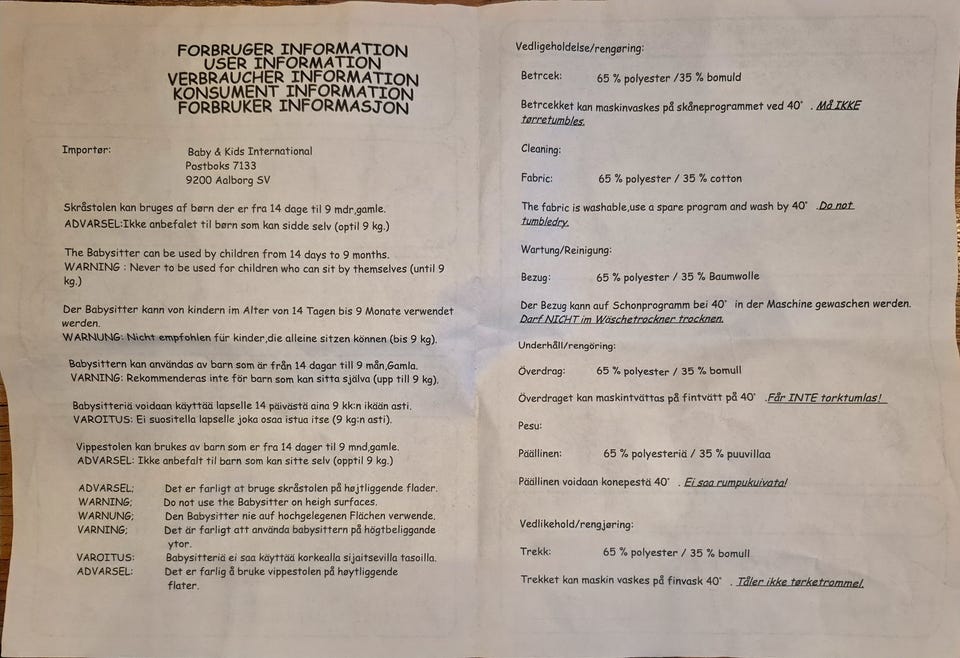 FORBRUGER INFORMATION
USER INFORMATION
VERBRAUCHER INFORMATION
KONSUMENT INFORMATION
FORBRUKER INFORMASJON
Importør: Baby & Kids International
Postboks 7133
9200 Aalborg SV
Skråstolen kan bruges af børn der er fra 14 dage til 9 mdr,gamle.
ADVARSEL:Ikke anbefalet til børn som kan sidde selv (optil 9 kg.)
The Babysitter can be used by children from 14 days to 9 months.
WARNING : Never to be used for children who can sit by themselves (until 9
kg.)
Der Babysitter kann von kindern im Alter von 14 Tagen bis 9 Monate verwendet
werden.
WARNUNG: Nicht empfohlen für kinder,die alleine sitzen können (bis 9 kg).
Babysittern kan användas av barn som är från 14 dagar till 9 mån,Gamla.
VARNING: Rekommenderas inte för barn som kan sitta själva (upp till 9 kg).
Babysitteriä voidaan käyttää lapselle 14 päivästä aina 9 kk:n ikään asti.
VAROITUS: Ei suositella lapselle joka osaa istua itse (9 kg:n asti).
Vippestolen kan brukes av barn som er fra 14 dager til 9 mnd,gamle.
ADVARSEL: Ikke anbefalt til barn som kan sitte selv (opptil 9 kg.)
ADVARSEL; Det er farligt at bruge skråstolen på højtliggende flader.
WARNING; Do not use the Babysitter on heigh surfaces.
WARNUNG; Den Babysitter nie auf hochgelegenen Flächen verwende.
VARNING; Det är farligt att använda babysittern på högtbeliggande
ytor.
VAROITUS: Babysitteriä ei saa käyttää korkealla sijaitsevilla tasoilla.
ADVARSEL: Det er farlig å bruke vippestolen på høytliggende
flater.
Vedligeholdelse/rengøring:
Betrcek: 65 % polyester /35 % bomuld
Betrcekket kan maskinvaskes på skåneprogrammet ved 40° . Må IKKE
tørretumbles.
Cleaning:
Fabric: 65 % polyester / 35 % cotton
The fabric is washable,use a spare program and wash by 40° .Do not
tumbledry.
Wartung/Reinigung:
Bezug: 65 % polyester / 35 % Baumwolle
Der Bezug kann auf Schonprogramm bei 40° in der Maschine gewaschen werden.
Darf NICHT im Wäschetrockner trocknen.
Underhåll/rengöring:
Överdrag: 65 % polyester / 35 % bomull
Överdraget kan maskintvättas på fintvätt på 40° .Får INTE torktumlas!
Pesu:
Päällinen: 65 % polyesteriä / 35 % puuvillaa
Päällinen voidaan konepestä 40° . Ei saa rumpukuivata!
Vedlikehold/rengjøring:
Trekk: 65 % polyester / 35 % bomull
Trekket kan maskin vaskes på finvask 40° . Tåler ikke tørketrommel.